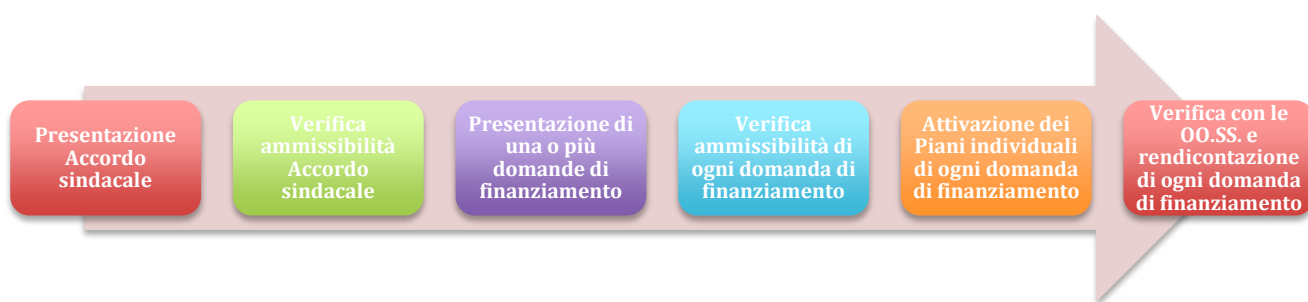 Presentazione
Accordo
sindacale
Verifica
ammissibilità
Accordo
sindacale
Presentazione di
una o più
domande di
finanziamento
Verifica
ammissibilità di
ogni domanda di
finanziamento
Attivazione dei
Piani individuali
di ogni domanda
di finanziamento
Verifica con le
OO.SS. e
rendicontazione
di ogni domanda
di finanziamento